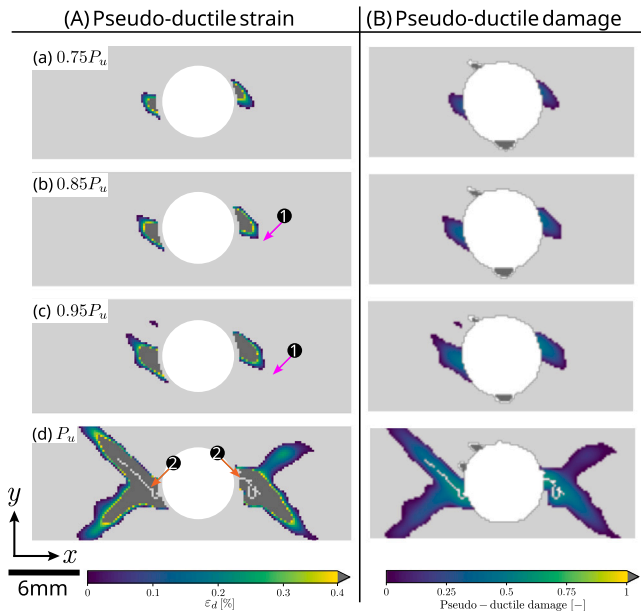 (A) Pseudo-ductile strain
(B) Pseudo-ductile damage
(a) 0.75P_u
(b) 0.85P_u
1
(c) 0.95P_u
1
(d) P_u
2
2
y
x
6mm
0 0.1 0.2 0.3 0.4
ε_d [%]
0 0.25 0.5 0.75 1
Pseudo − ductile damage [−]